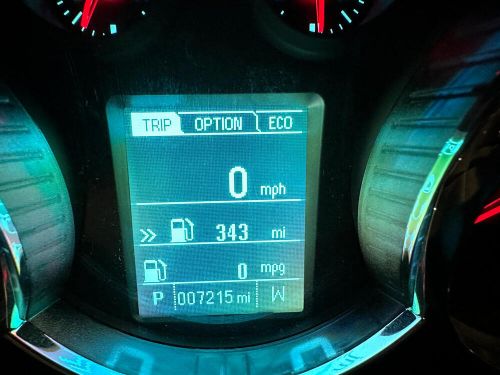 TRIP OPTION ECO
0 mph
343 mi
0 mpg
P 007215 mi W